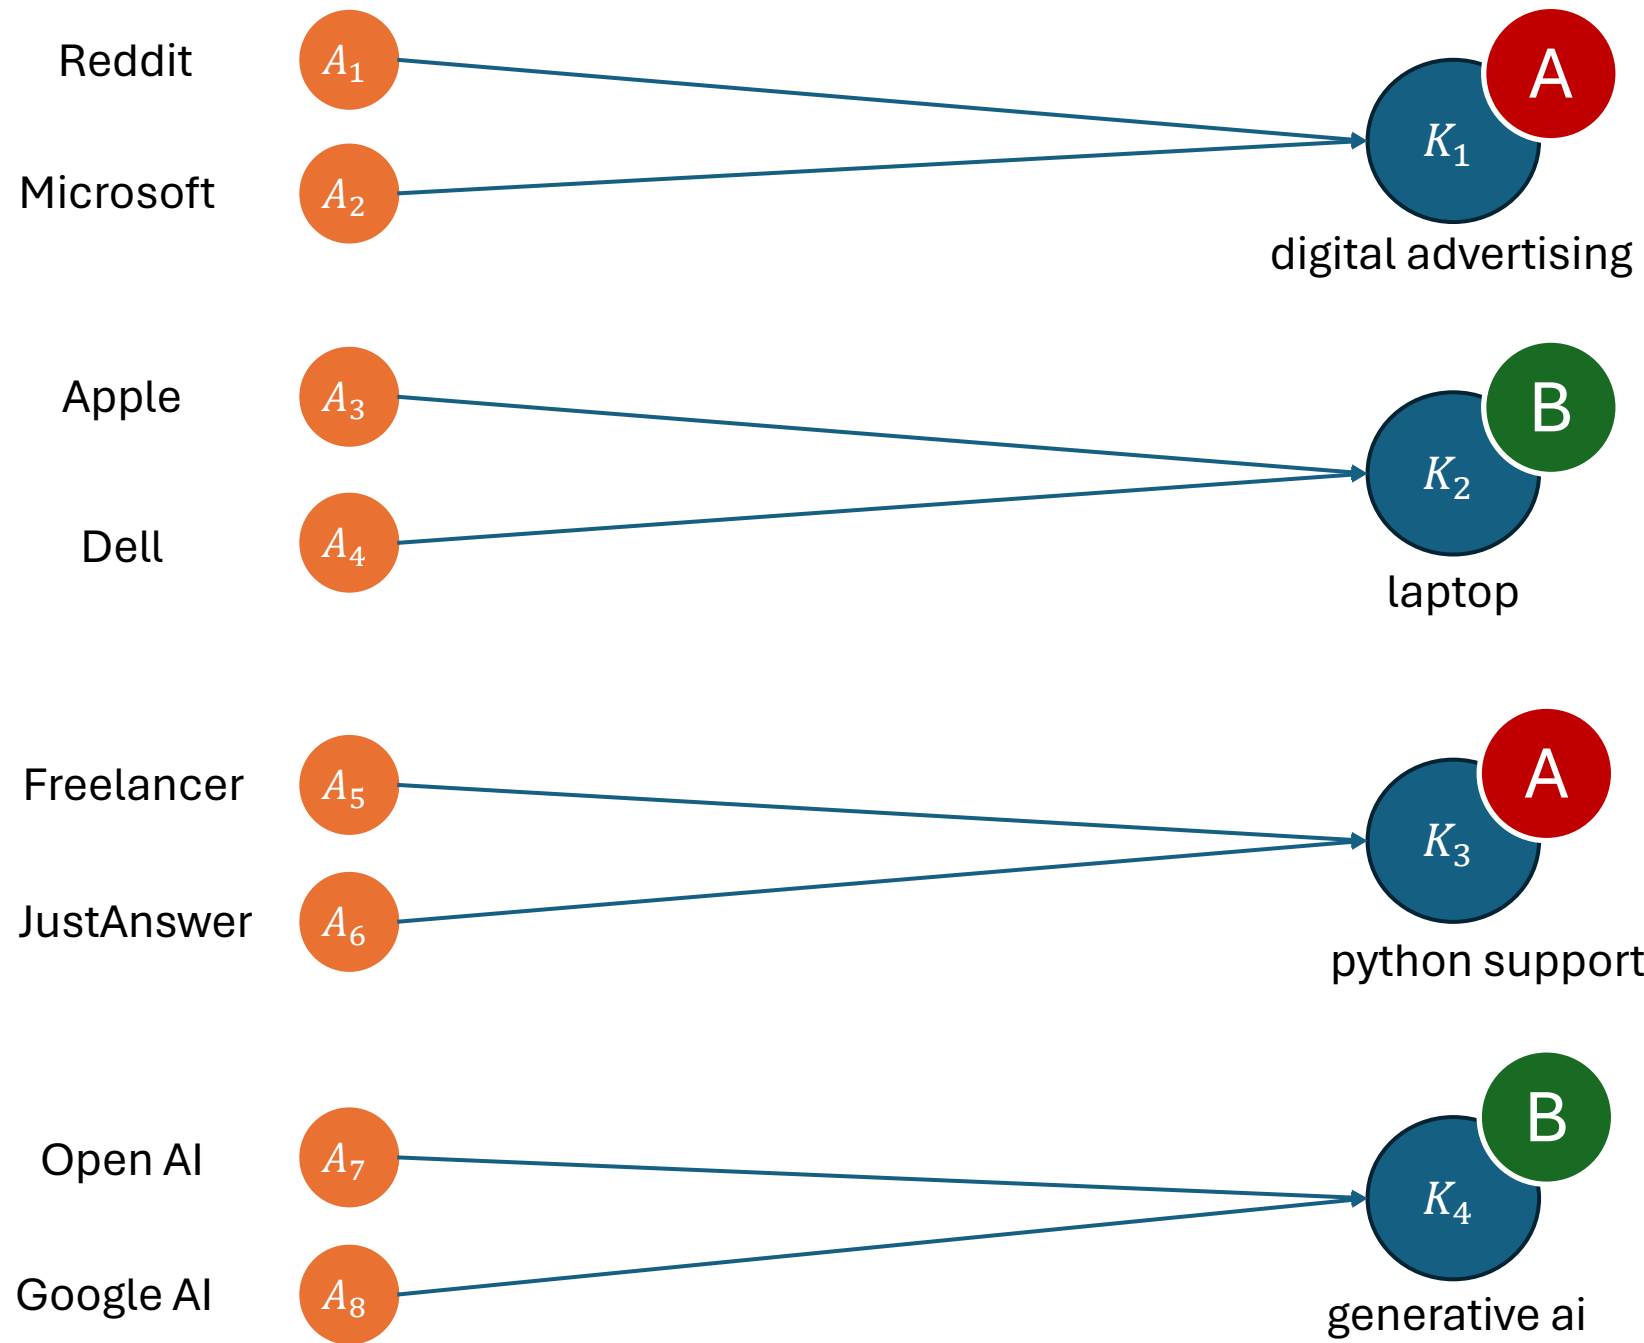 Reddit
A₁
A
K₁
Microsoft
A₂
digital advertising
Apple
A₃
B
K₂
Dell
A₄
laptop
Freelancer
A₅
A
K₃
JustAnswer
A₆
python support
Open AI
A₇
B
K₄
Google AI
A₈
generative ai